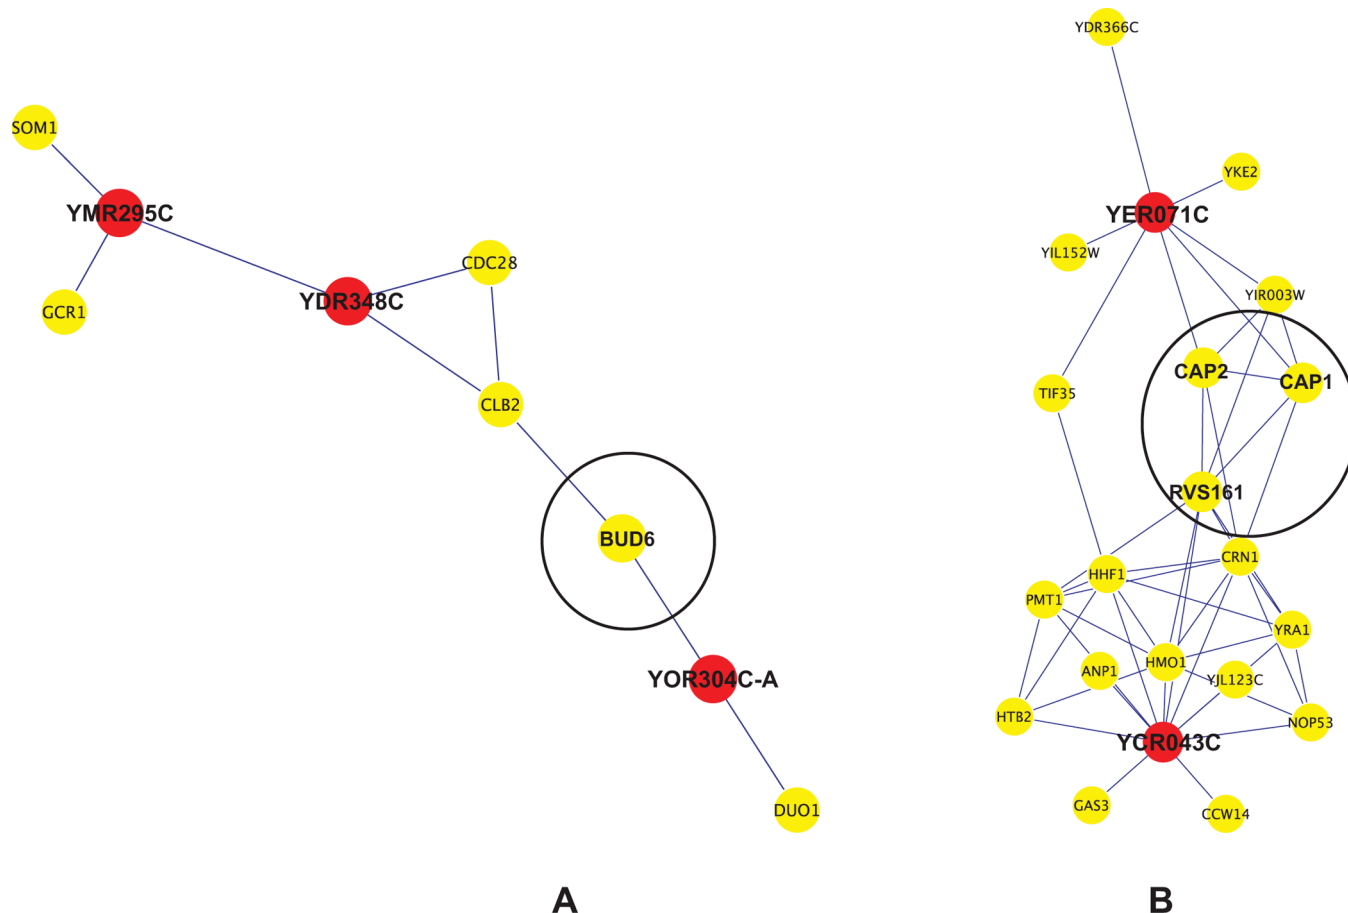 SOM1
YMR295C
GCR1
YDR348C
CDC28
CLB2
BUD6
YOR304C-A
DUO1
A
YDR366C
YKE2
YER071C
YIL152W
YIR003W
CAP2
CAP1
TIF35
RVS161
CRN1
HHF1
PMT1
YRA1
HMO1
ANP1
YJL123C
HTB2
NOP53
YCR043C
GAS3
CCW14
B